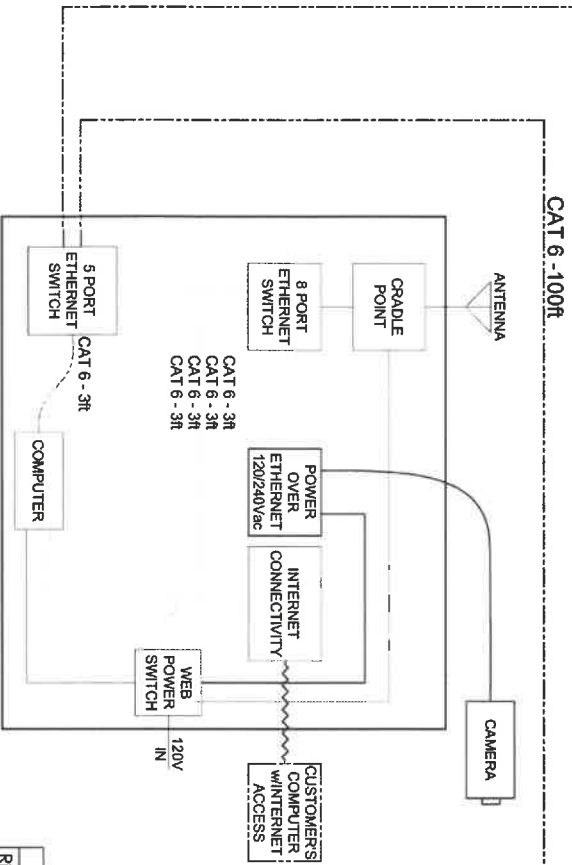 CAT 6 -100ft
ANTENNA
CRADLE
POINT
8 PORT
ETHERNET
SWITCH
5 PORT
ETHERNET
SWITCH
CAT 6 - 3ft
CAT 6 - 3ft
CAT 6 - 3ft
CAT 6 - 3ft
CAT 6 - 3ft
COMPUTER
POWER
OVER
ETHERNET
120/240Vac
INTERNET
CONNECTIVITY
WEB
POWER
SWITCH
120V
IN
CAMERA
CUSTOMER'S
COMPUTER
w/INTERNET
ACCESS